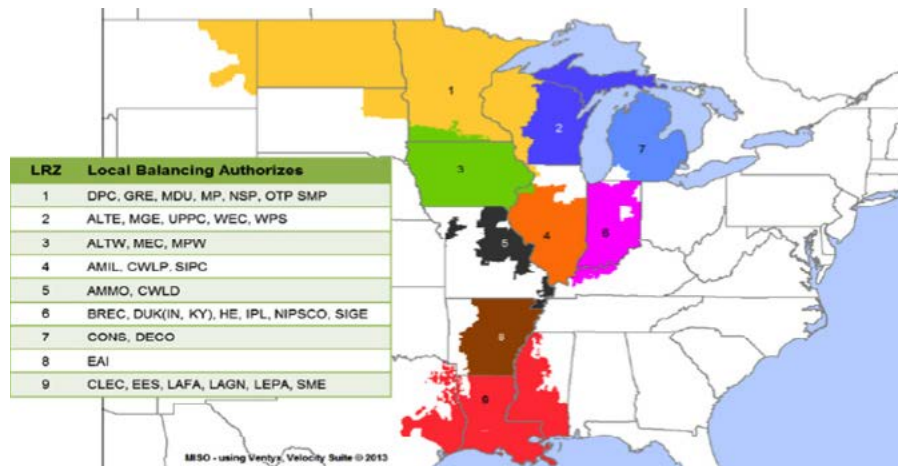 1
2
7
3
LRZ Local Balancing Authorizes
1 DPC, GRE, MDU, MP, NSP, OTP SMP
2 ALTE, MGE, UPPC, WEC, WPS
3 ALTW, MEC, MPW
4 AMIL, CWLP, SIPC
5 AMMO, CWLD
6 BREC, DUK(IN, KY), HE, IPL, NIPSCO, SIGE
7 CONS, DECO
8 EAI
9 CLEC, EES, LAFA, LAGN, LEPA, SME
4
6
5
8
9
MISO - using Ventyx, Velocity Suite © 2013